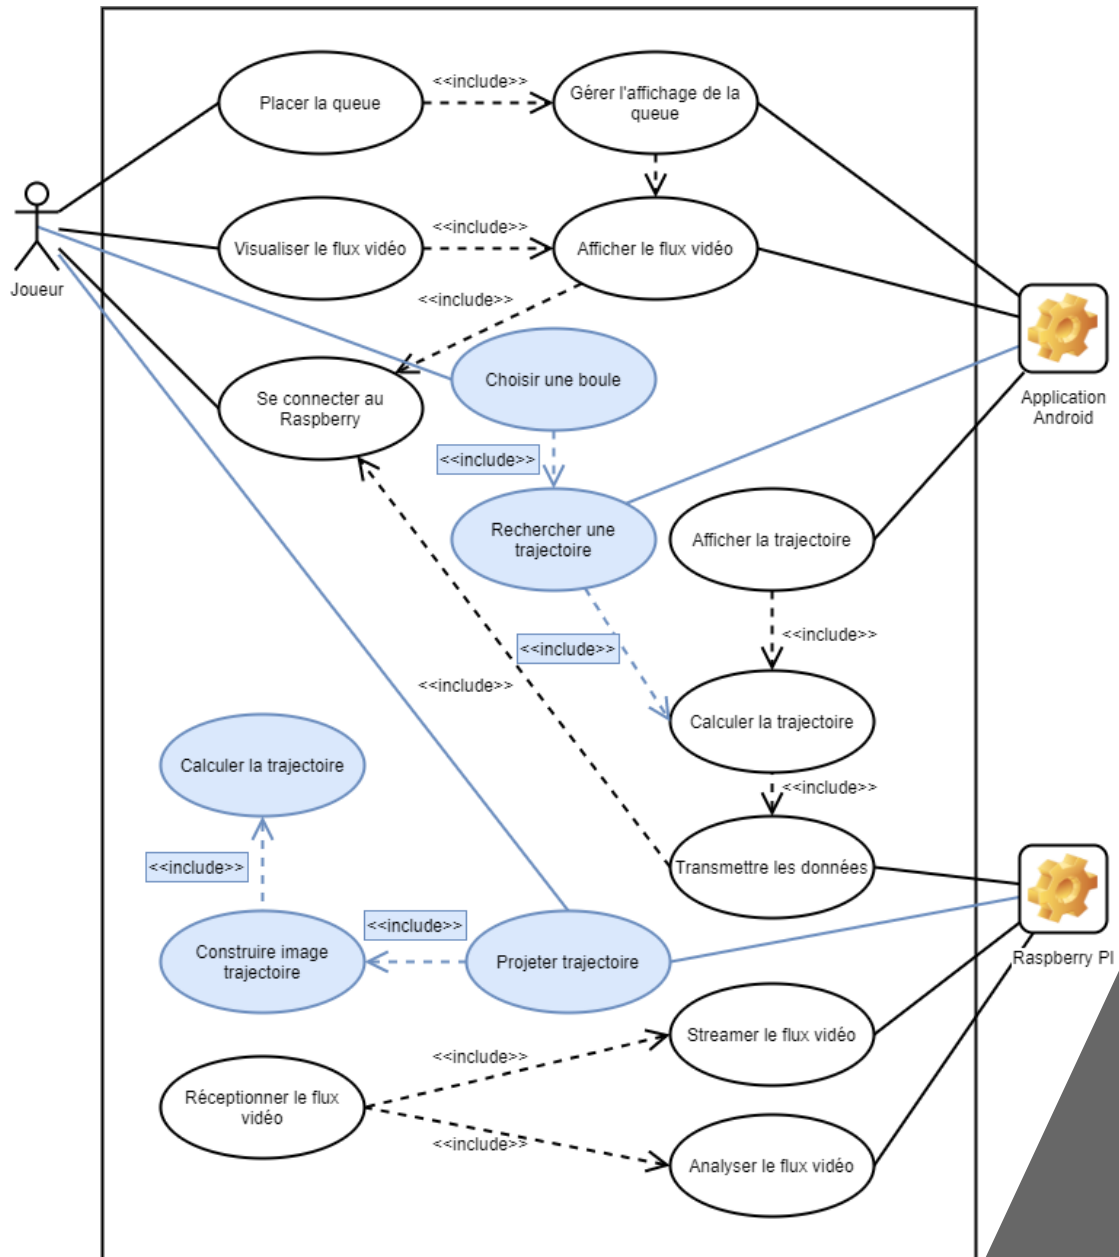 Placer la queue
<<include>>
Gérer l'affichage de la
queue
Visualiser le flux vidéo
<<include>>
Afficher le flux vidéo
Joueur
<<include>>
Choisir une boule
Se connecter au
Raspberry
Application
Android
<<include>>
Rechercher une
trajectoire
Afficher la trajectoire
<<include>>
<<include>>
<<include>>
Calculer la trajectoire
Calculer la trajectoire
<<include>>
<<include>>
Transmettre les données
<<include>>
Construire image
trajectoire
Projeter trajectoire
Raspberry PI
Streamer le flux vidéo
<<include>>
Réceptionner le flux
vidéo
<<include>>
Analyser le flux vidéo